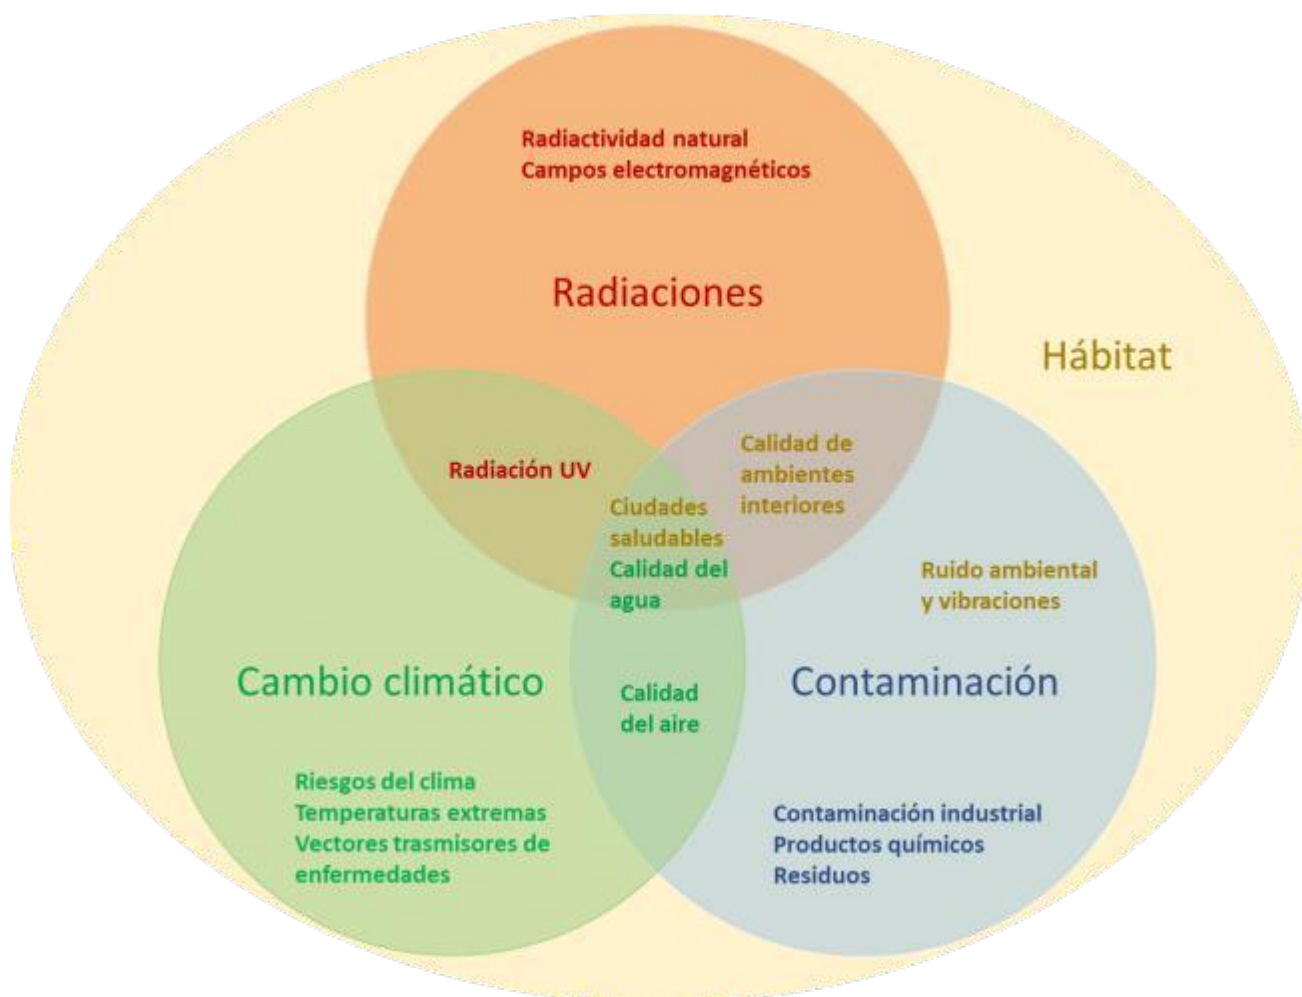 Radiactividad natural
Campos electromagnéticos
Radiaciones
Hábitat
Radiación UV
Calidad de
ambientes
interiores
Ciudades
saludables
Calidad del
agua
Ruido ambiental
y vibraciones
Cambio climático
Calidad
del aire
Contaminación
Riesgos del clima
Temperaturas extremas
Vectores trasmisores de
enfermedades
Contaminación industrial
Productos químicos
Residuos